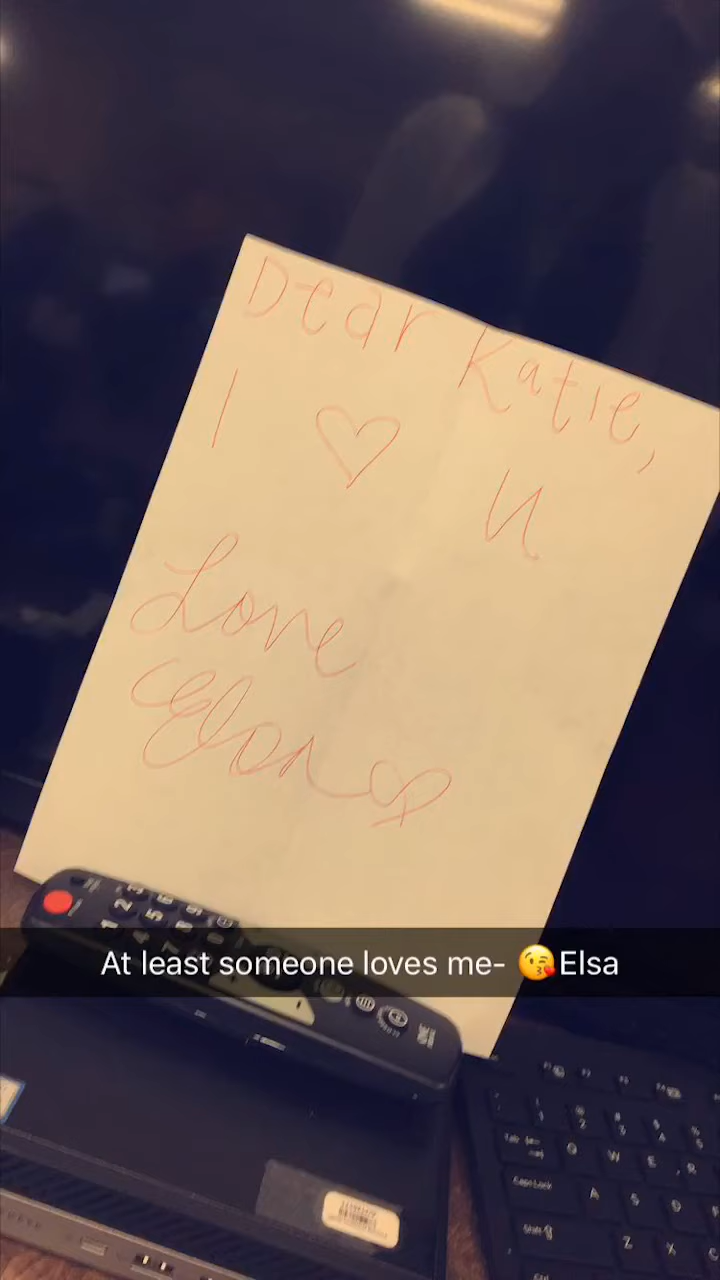 Dear Katie,
I ♡ u
Love
Elsa ♡
At least someone loves me- 😘Elsa